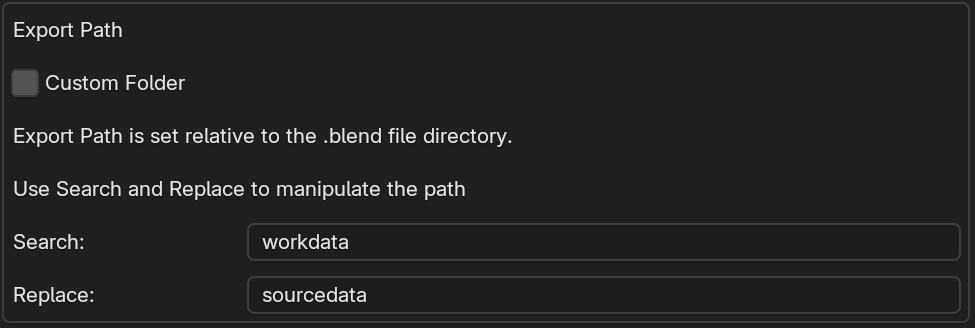 Export Path
Custom Folder
Export Path is set relative to the .blend file directory.
Use Search and Replace to manipulate the path
Search: workdata
Replace: sourcedata